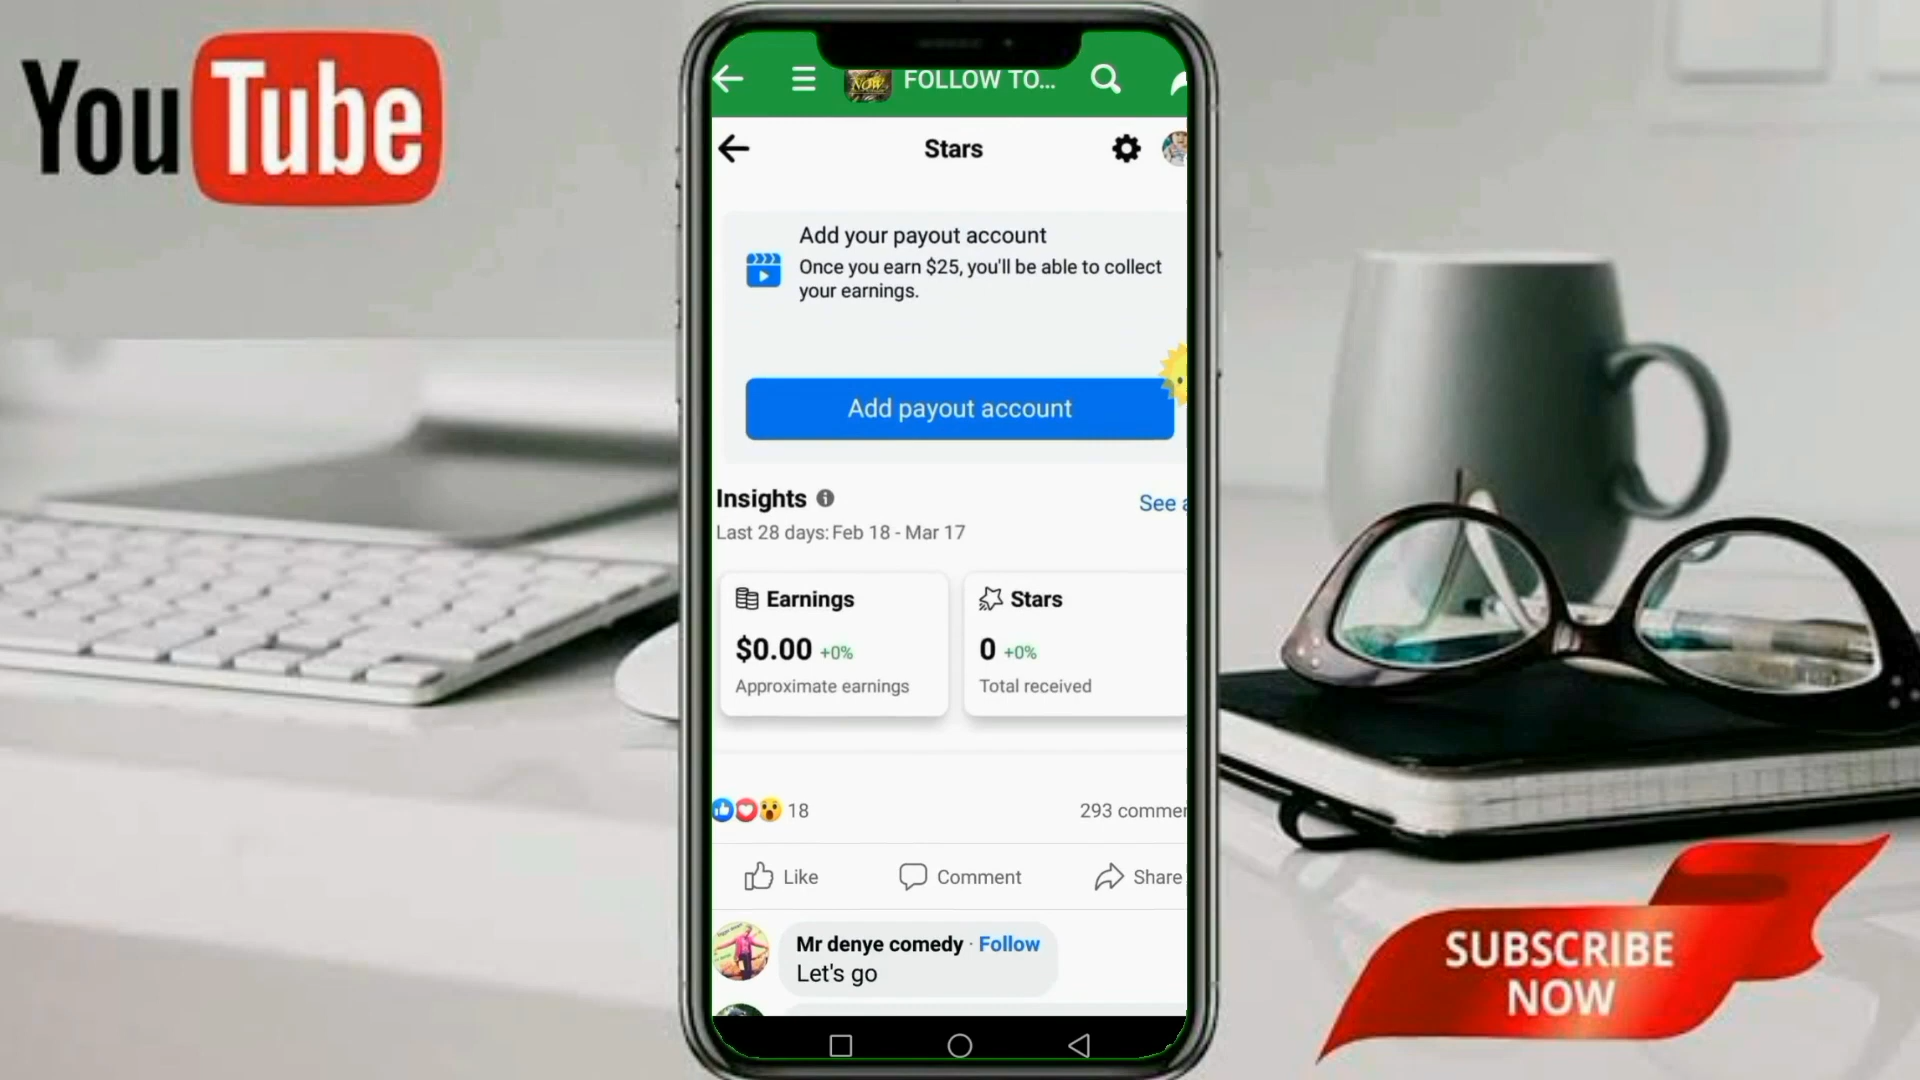 YouTube
NOW
FOLLOW TO...
Stars
Add your payout account
Once you earn $25, you'll be able to collect
your earnings.
Add payout account
Insights
See
Last 28 days: Feb 18 - Mar 17
Earnings
Stars
$0.00 +0%
0 +0%
Approximate earnings
Total received
18
293 commen
Like
Comment
Share
Mr denye comedy · Follow
Let's go
SUBSCRIBE
NOW